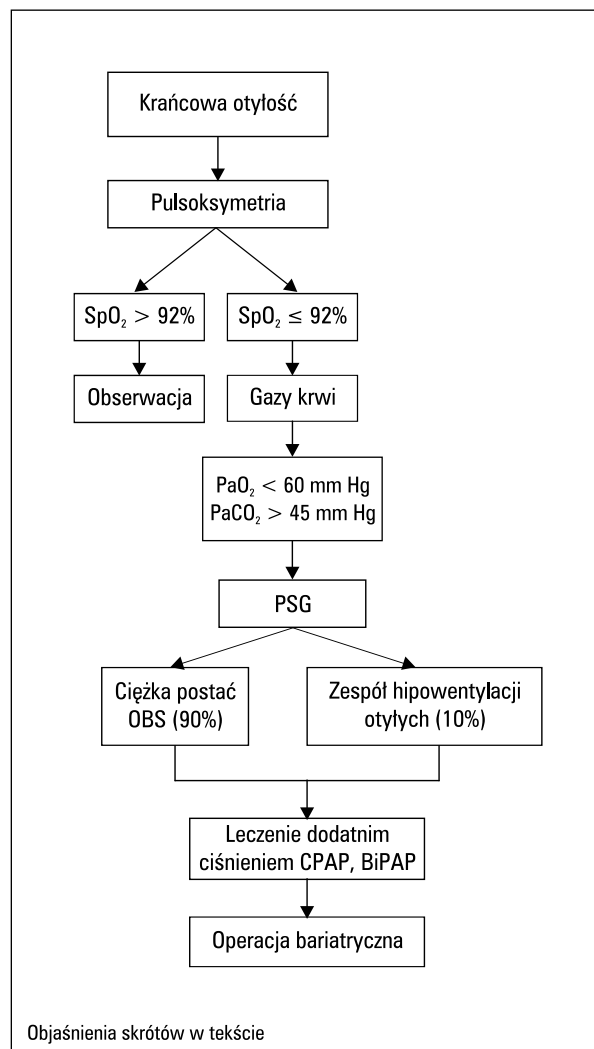 Krańcowa otyłość
Pulsoksymetria
SpO₂ > 92%
SpO₂ ≤ 92%
Obserwacja
Gazy krwi
PaO₂ < 60 mm Hg
PaCO₂ > 45 mm Hg
PSG
Ciężka postać
OBS (90%)
Zespół hipowentylacji
otyłych (10%)
Leczenie dodatnim
ciśnieniem CPAP, BiPAP
Operacja bariatryczna
Objaśnienia skrótów w tekście